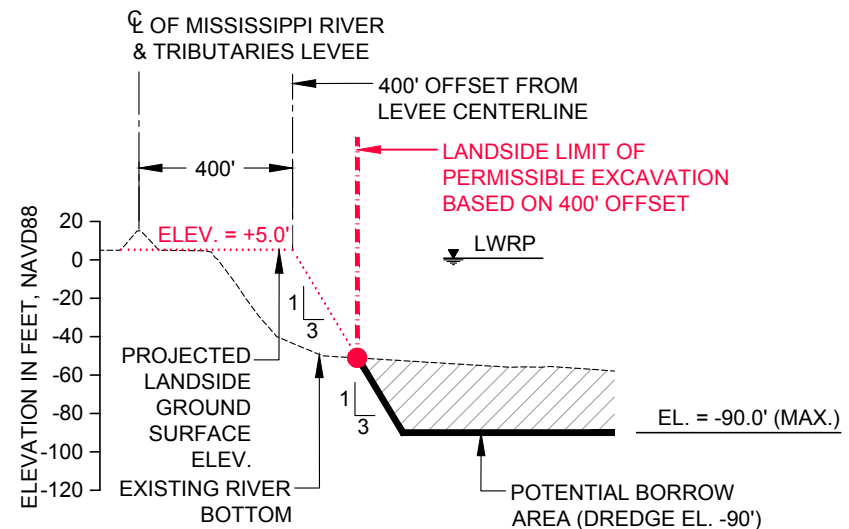 ℄ OF MISSISSIPPI RIVER
& TRIBUTARIES LEVEE
400' OFFSET FROM
LEVEE CENTERLINE
400'
LANDSIDE LIMIT OF
PERMISSIBLE EXCAVATION
BASED ON 400' OFFSET
ELEVATION IN FEET, NAVD88
20
0
-20
-40
-60
-80
-100
-120
ELEV. = +5.0'
LWRP
1
3
PROJECTED
LANDSIDE
GROUND
SURFACE
ELEV.
1
3
EL. = -90.0' (MAX.)
EXISTING RIVER
BOTTOM
POTENTIAL BORROW
AREA (DREDGE EL. -90')